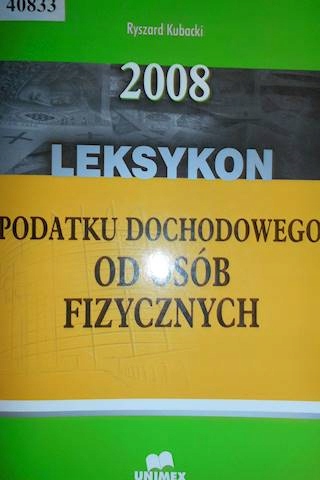 40833
Ryszard Kubacki
2008
LEKSYKON
PODATKU DOCHODOWEGO
OD OSÓB
FIZYCZNYCH
UNIMEX